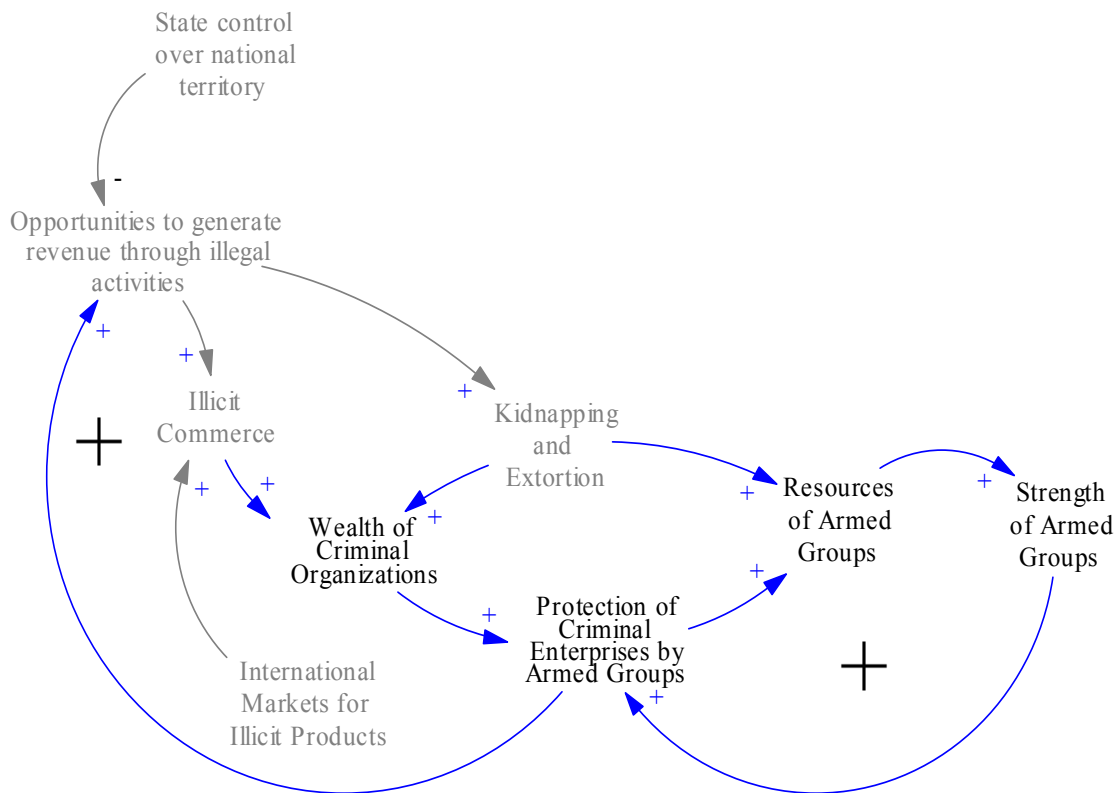 State control
over national
territory
-
Opportunities to generate
revenue through illegal
activities
+
+
+
Illicit
Commerce
+
Kidnapping
and
Extortion
+
+
+
+
Resources
of Armed
Groups
+
+
Strength
of Armed
Groups
Wealth of
Criminal
Organizations
+
+
Protection of
Criminal
Enterprises by
Armed Groups
+
+
International
Markets for
Illicit Products